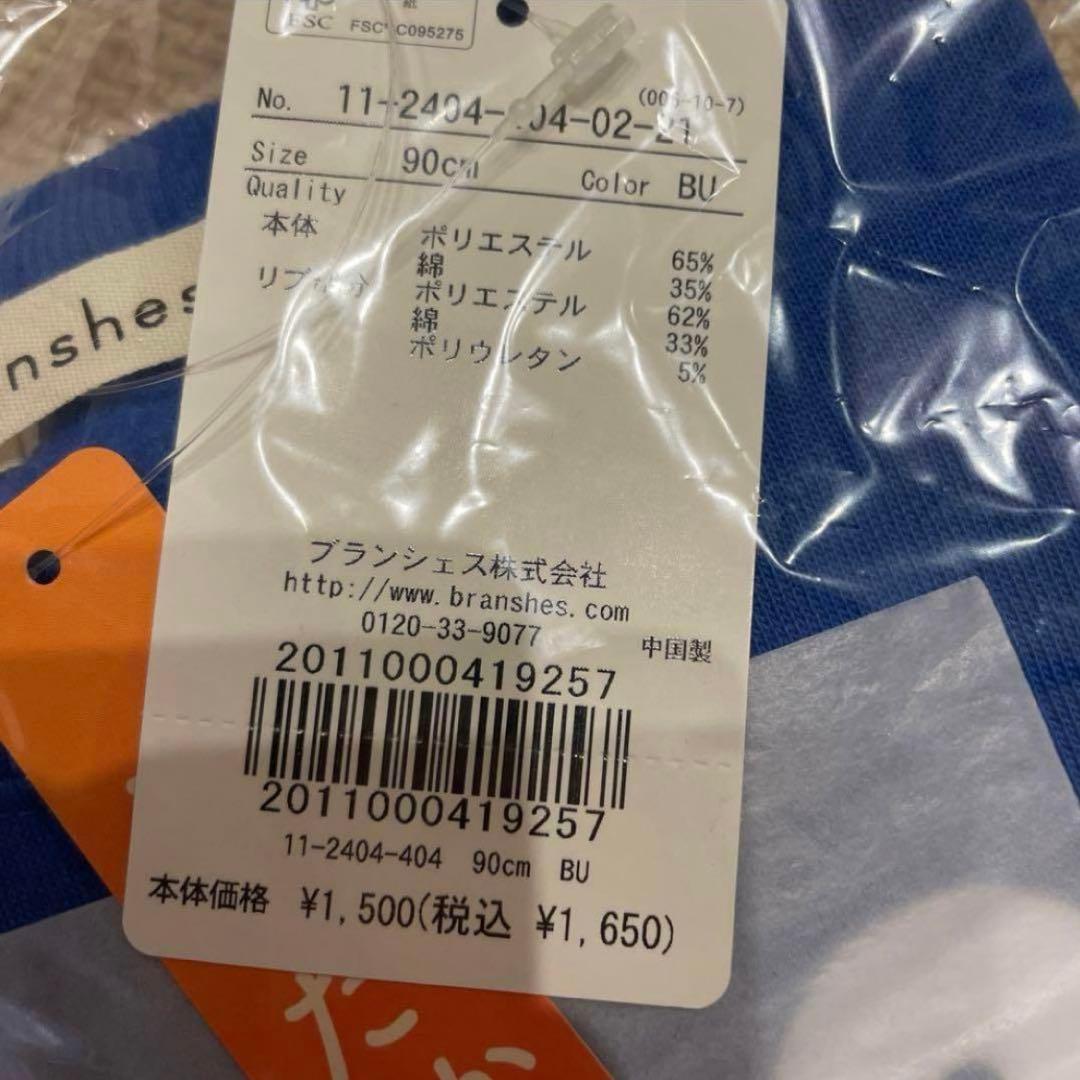 紙
FSC FSC® C095275
(005-10-7)
No. 11-2404-404-02-21
Size 90cm Color BU
Quality
本体 ポリエステル 65%
綿 35%
リブ部分 ポリエステル 62%
綿 33%
ポリウレタン 5%
nshes
ブランシェス株式会社
http://www.branshes.com
0120-33-9077
中国製
2011000419257
2011000419257
11-2404-404 90cm BU
本体価格 ¥1,500(税込 ¥1,650)